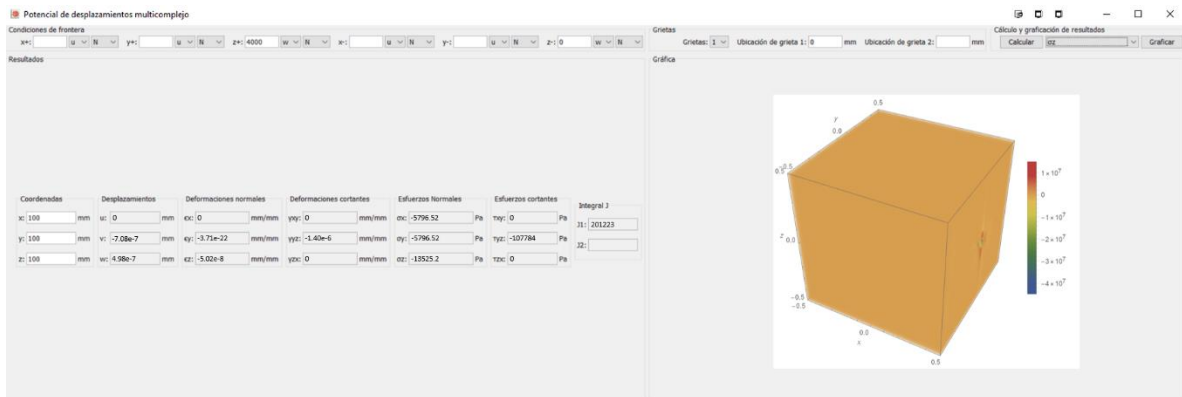 Potencial de desplazamientos multicomplejo
Condiciones de frontera
x+: u N y+: u N z+: 4000 w N x-: u N y-: u N z-: 0 w N
Grietas
Grietas: 1 Ubicación de grieta 1: 0 mm Ubicación de grieta 2: mm
Cálculo y graficación de resultados
Calcular σz Graficar
Resultados
Coordenadas Desplazamientos Deformaciones normales Deformaciones cortantes Esfuerzos Normales Esfuerzos cortantes Integral J
x: 100 mm u: 0 mm εx: 0 mm/mm γxy: 0 mm/mm σx: -5796.52 Pa τxy: 0 Pa J1: 201223
y: 100 mm v: -7.08e-7 mm εy: -3.71e-22 mm/mm γyz: -1.40e-6 mm/mm σy: -5796.52 Pa τyz: -107784 Pa J2:
z: 100 mm w: 4.98e-7 mm εz: -5.02e-8 mm/mm γzx: 0 mm/mm σz: -13525.2 Pa τzx: 0 Pa
Gráfica
0.5
y
0.0
-0.5
0.5
z 0.0
-0.5
-0.5
0.0
x
0.5
1×10⁷
0
-1×10⁷
-2×10⁷
-3×10⁷
-4×10⁷